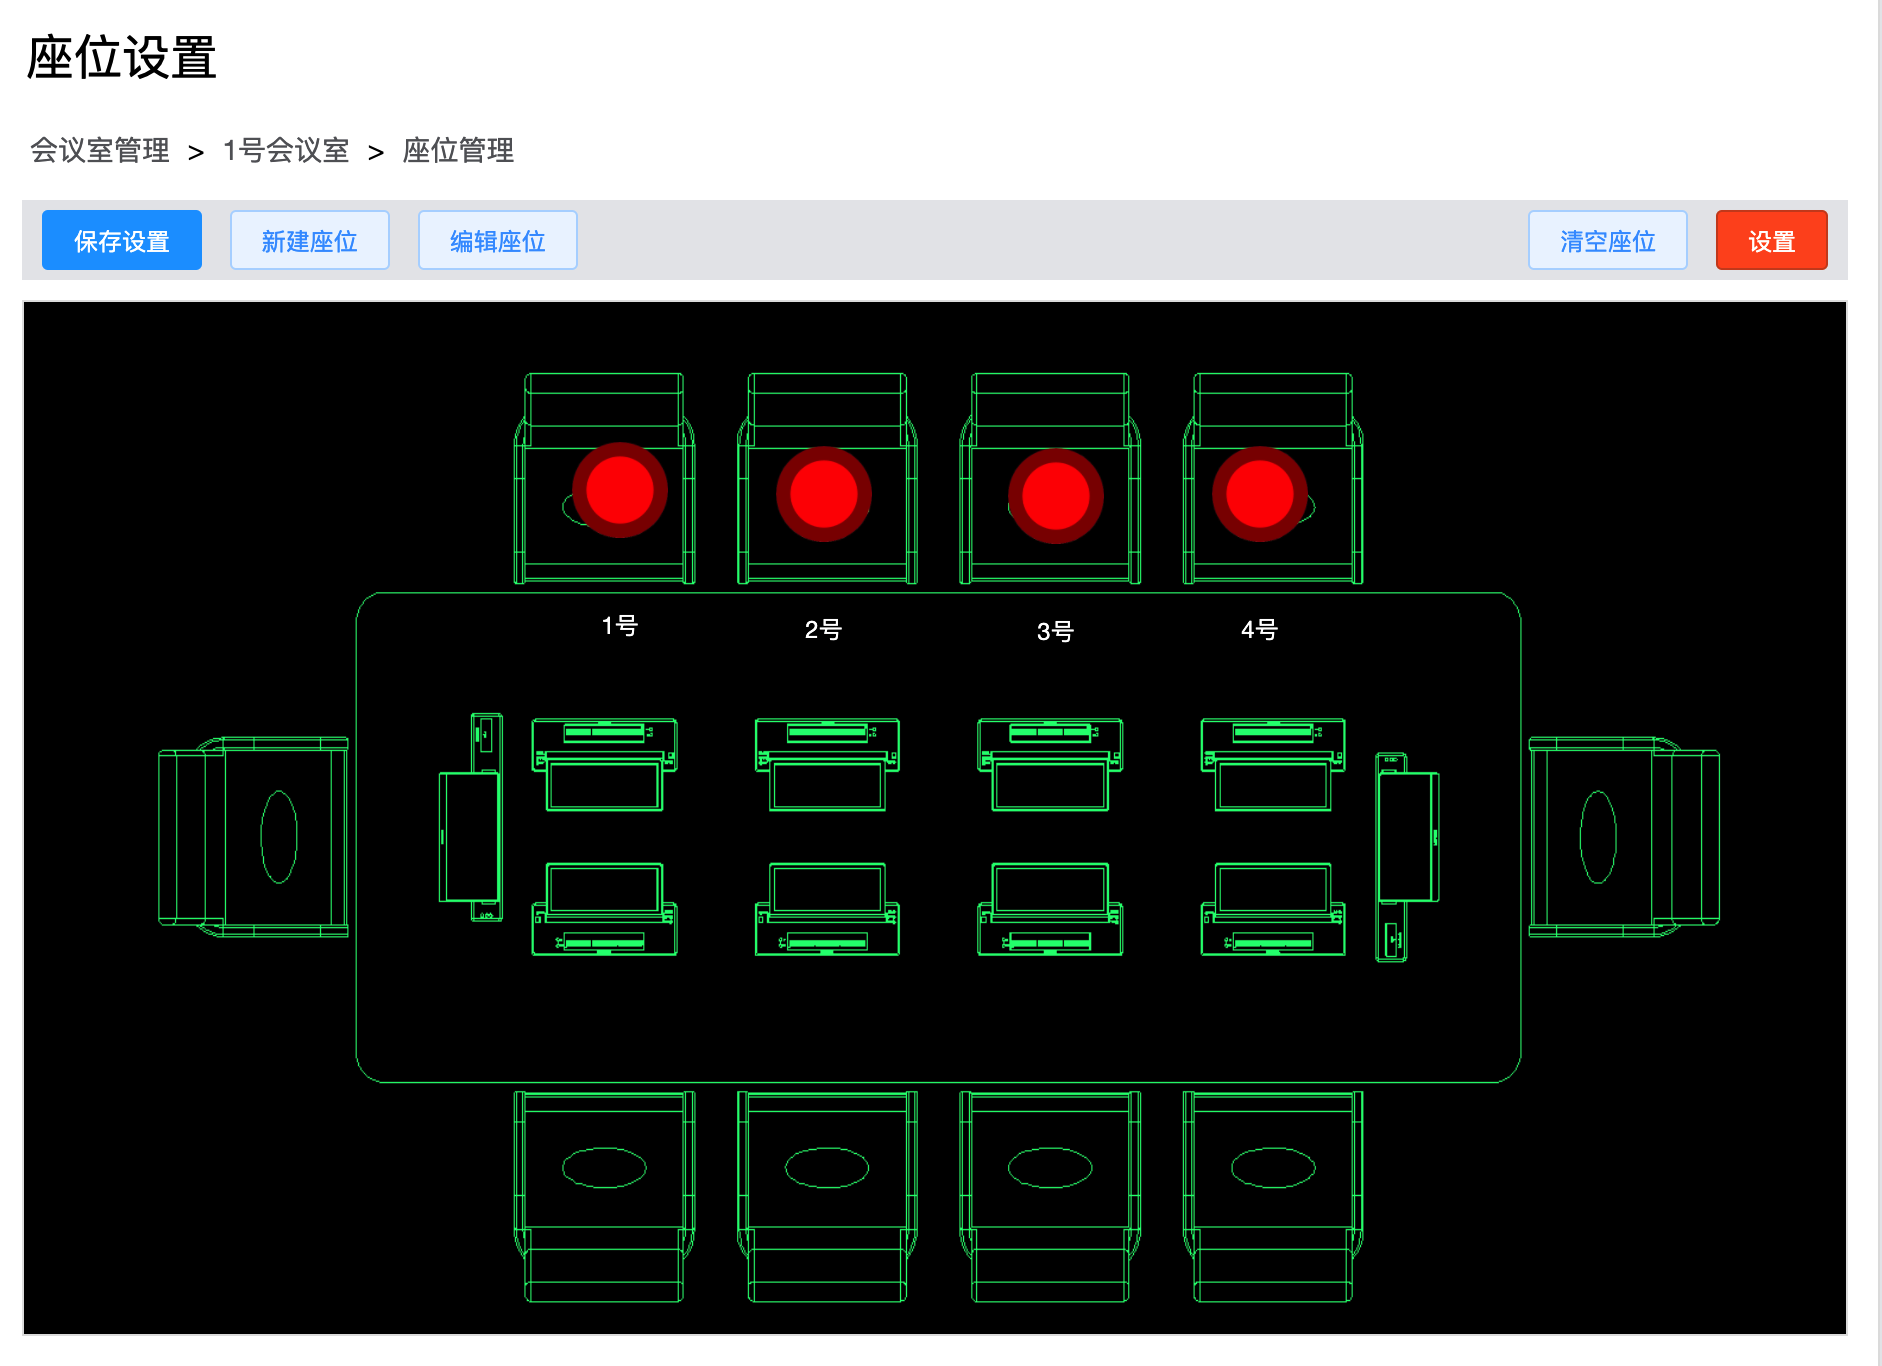 座位设置
会议室管理 > 1号会议室 > 座位管理
保存设置 新建座位 编辑座位 清空座位 设置
1号 2号 3号 4号